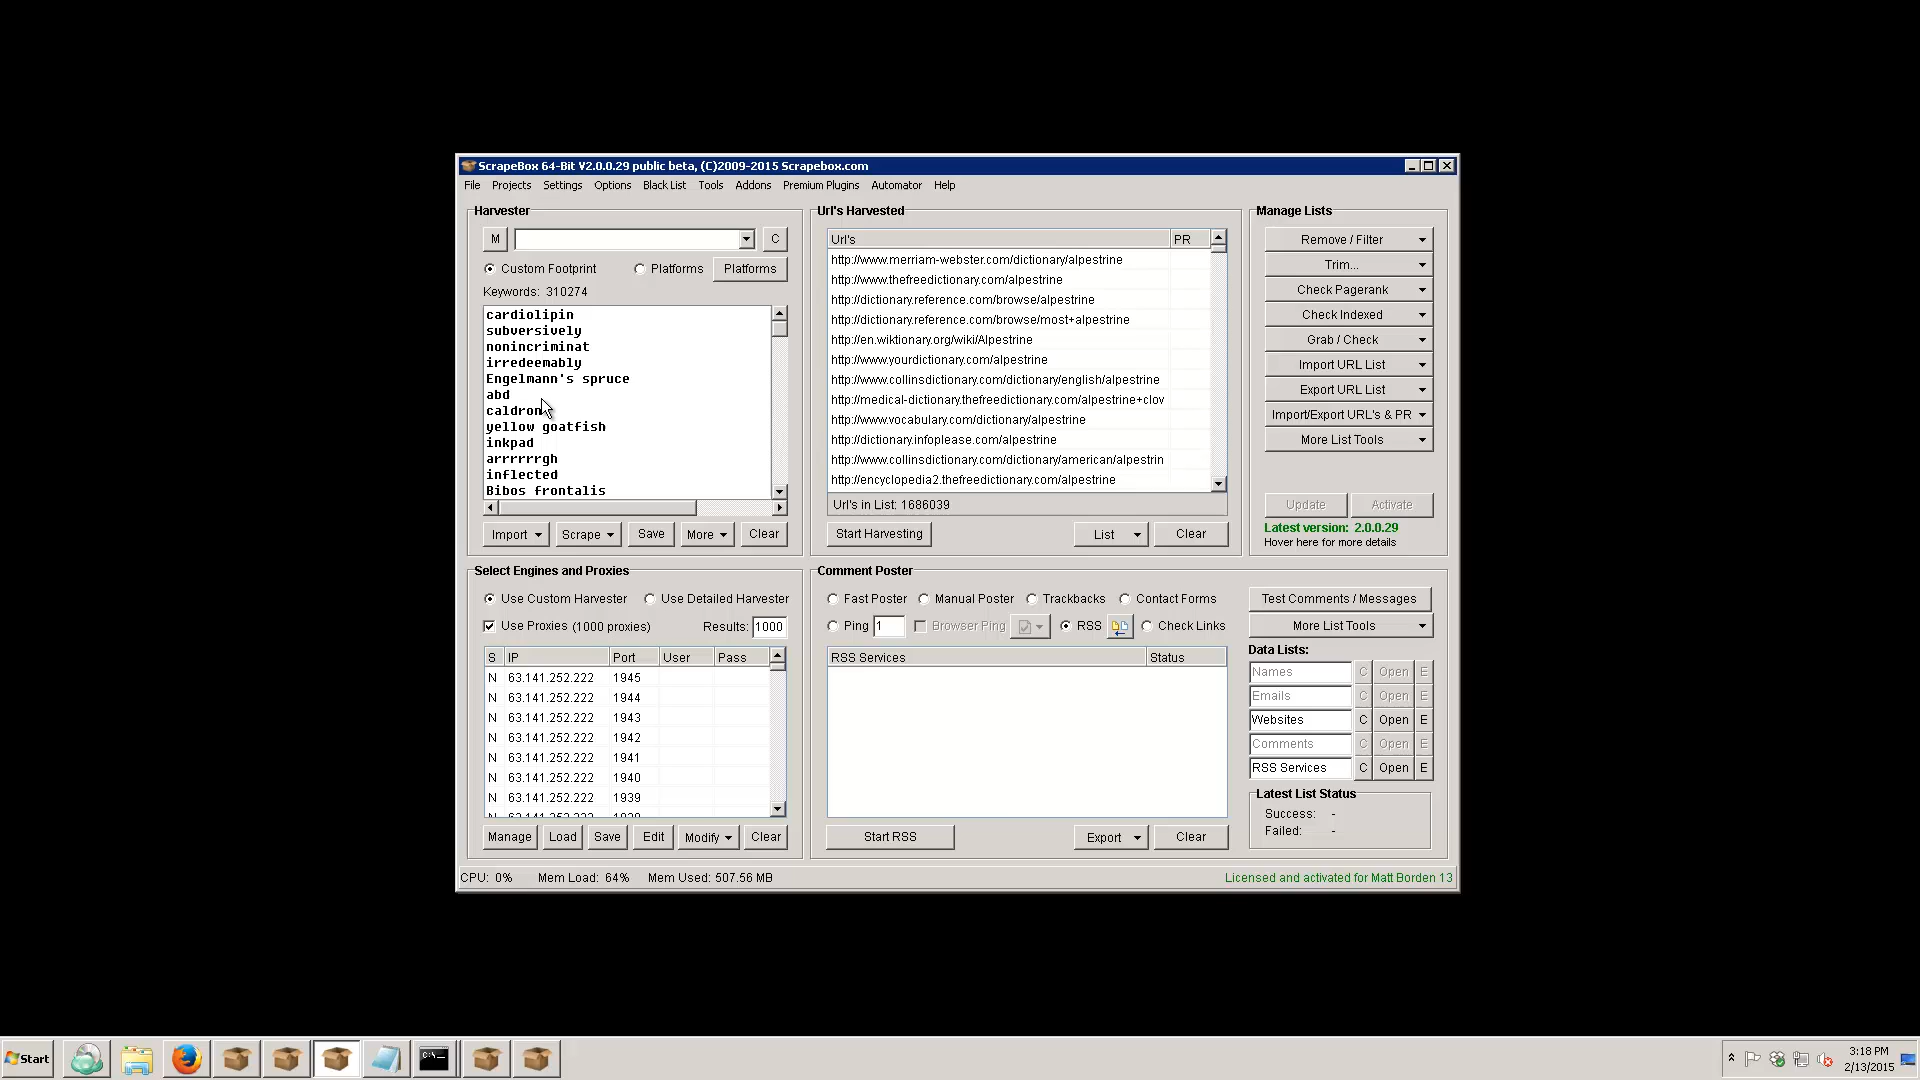 ScrapeBox 64-Bit V2.0.0.29 public beta, (C)2009-2015 Scrapebox.com
File Projects Settings Options Black List Tools Addons Premium Plugins Automator Help
Harvester
M C
Custom Footprint Platforms Platforms
Keywords: 310274
cardiolipin
subversively
nonincriminat
irredeemably
Engelmann's spruce
abd
caldron
yellow goatfish
inkpad
arrrrrrgh
inflected
Bibos frontalis
Import Scrape Save More Clear
Url's Harvested
Url's PR
http://www.merriam-webster.com/dictionary/alpestrine
http://www.thefreedictionary.com/alpestrine
http://dictionary.reference.com/browse/alpestrine
http://dictionary.reference.com/browse/most+alpestrine
http://en.wiktionary.org/wiki/Alpestrine
http://www.yourdictionary.com/alpestrine
http://www.collinsdictionary.com/dictionary/english/alpestrine
http://medical-dictionary.thefreedictionary.com/alpestrine+clov
http://www.vocabulary.com/dictionary/alpestrine
http://dictionary.infoplease.com/alpestrine
http://www.collinsdictionary.com/dictionary/american/alpestrin
http://encyclopedia2.thefreedictionary.com/alpestrine
Url's in List: 1686039
Start Harvesting List Clear
Manage Lists
Remove / Filter
Trim...
Check Pagerank
Check Indexed
Grab / Check
Import URL List
Export URL List
Import/Export URL's & PR
More List Tools
Update Activate
Latest version: 2.0.0.29
Hover here for more details
Select Engines and Proxies
Use Custom Harvester Use Detailed Harvester
Use Proxies (1000 proxies) Results: 1000
S IP Port User Pass
N 63.141.252.222 1945
N 63.141.252.222 1944
N 63.141.252.222 1943
N 63.141.252.222 1942
N 63.141.252.222 1941
N 63.141.252.222 1940
N 63.141.252.222 1939
Manage Load Save Edit Modify Clear
Comment Poster
Fast Poster Manual Poster Trackbacks Contact Forms
Ping 1 Browser Ping RSS Check Links
RSS Services Status
Start RSS Export Clear
Test Comments / Messages
More List Tools
Data Lists:
Names C Open E
Emails C Open E
Websites C Open E
Comments C Open E
RSS Services C Open E
Latest List Status
Success: -
Failed: -
CPU: 0% Mem Load: 64% Mem Used: 507.56 MB
Licensed and activated for Matt Borden 13
Start
C:\
3:18 PM
2/13/2015